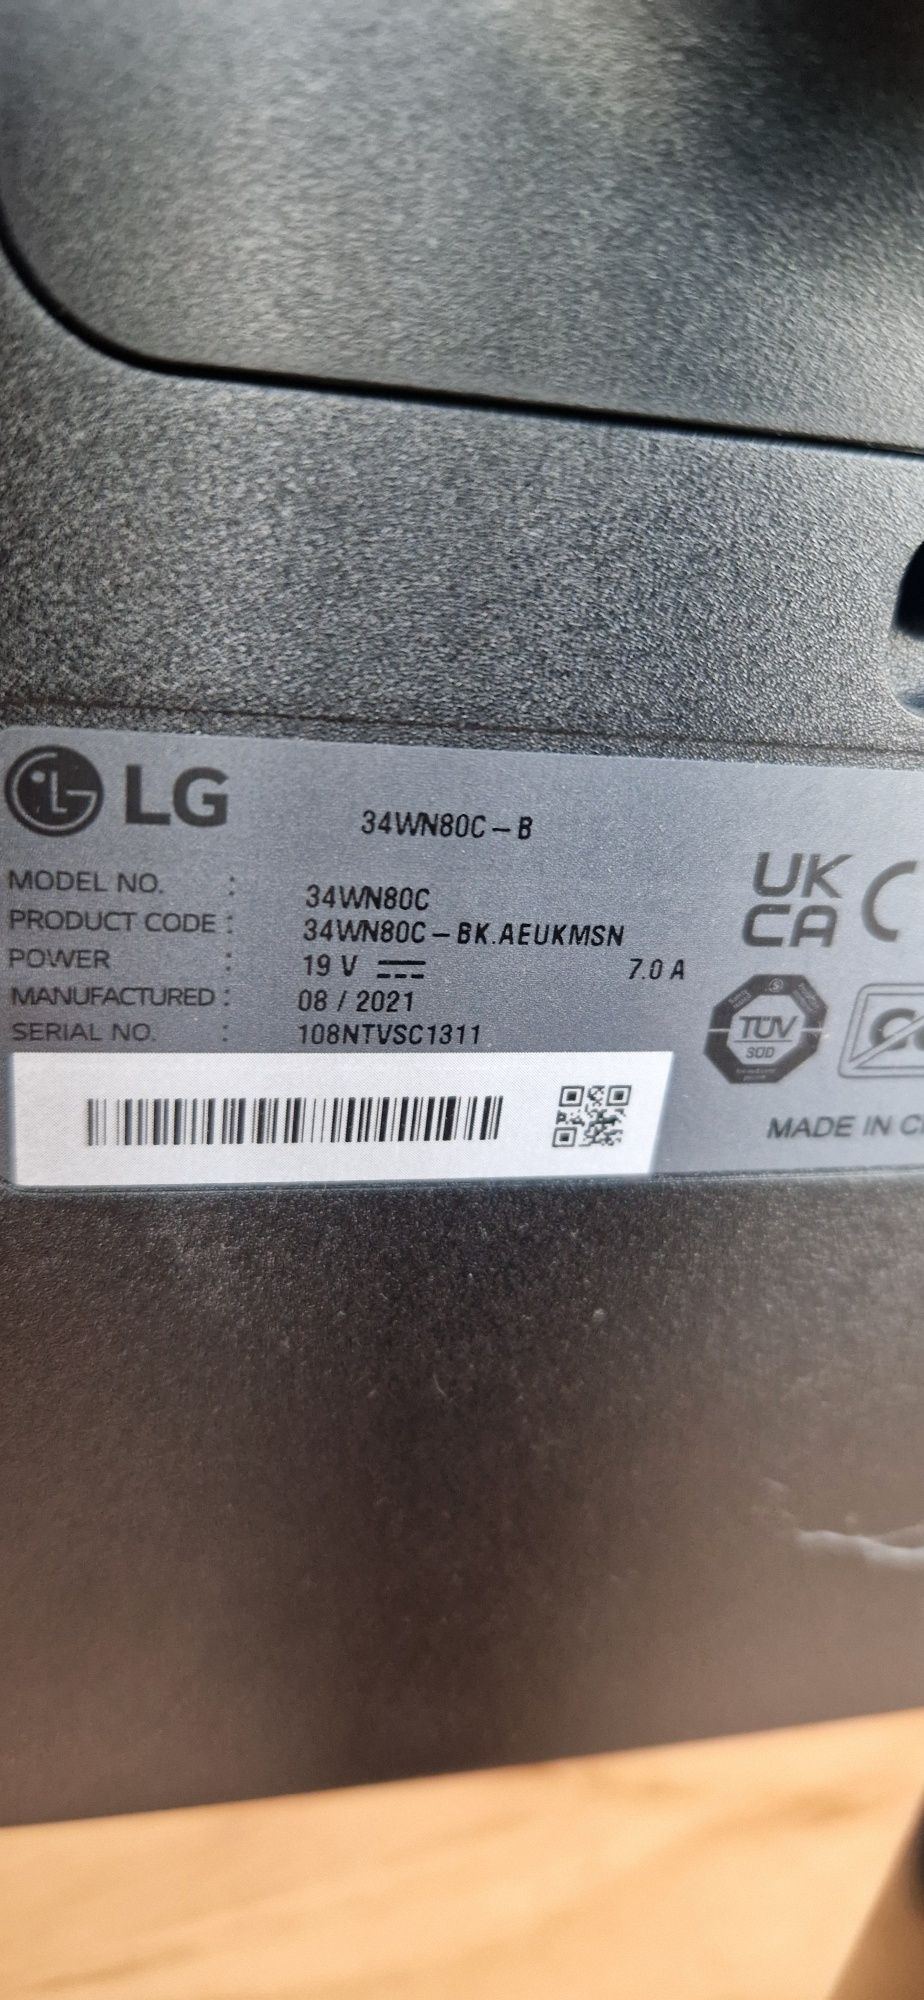 LG
34WN80C-B
MODEL NO. : 34WN80C
PRODUCT CODE : 34WN80C-BK.AEUKMSN
POWER : 19 V 7.0 A
MANUFACTURED : 08 / 2021
SERIAL NO. : 108NTVSC1311
UK
CA
TÜV
SÜD
MADE IN